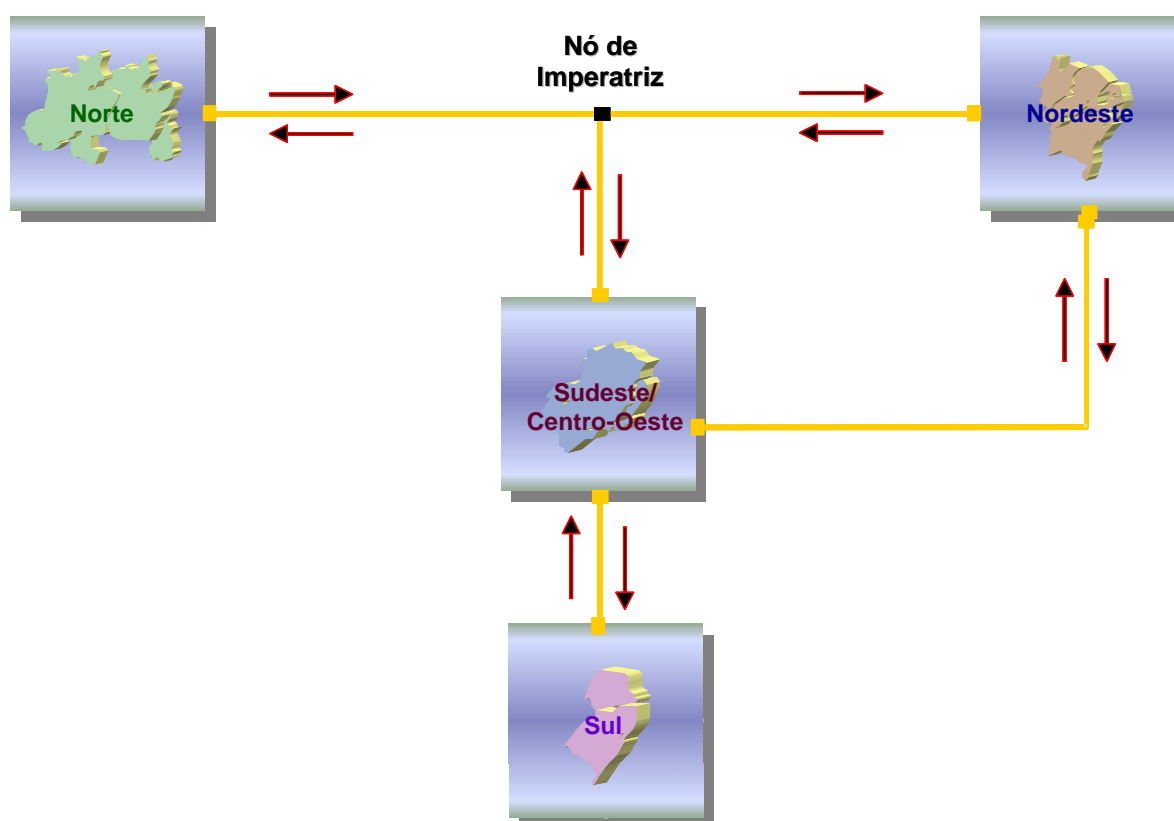 Nó de
Imperatriz
Norte
Nordeste
Sudeste/
Centro-Oeste
Sul